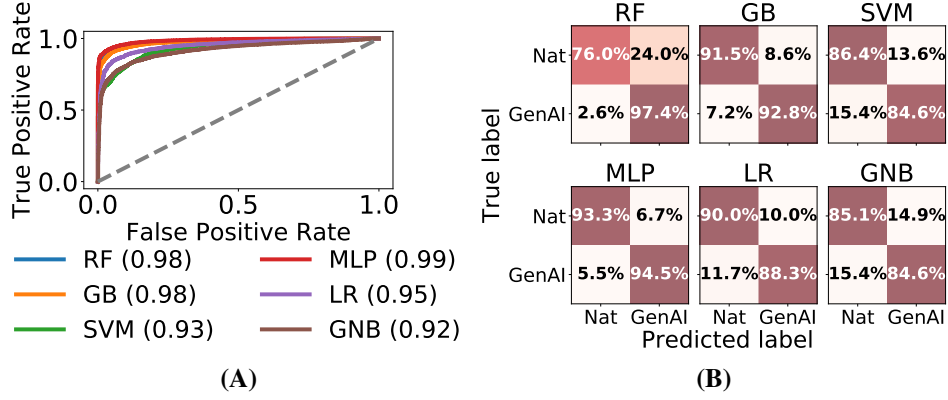 True Positive Rate
1.0
0.5
0.0
0.0 0.5 1.0
False Positive Rate
RF (0.98) MLP (0.99)
GB (0.98) LR (0.95)
SVM (0.93) GNB (0.92)
(A)
True label
RF GB SVM
Nat 76.0% 24.0% 91.5% 8.6% 86.4% 13.6%
GenAI 2.6% 97.4% 7.2% 92.8% 15.4% 84.6%
MLP LR GNB
Nat 93.3% 6.7% 90.0% 10.0% 85.1% 14.9%
GenAI 5.5% 94.5% 11.7% 88.3% 15.4% 84.6%
Nat GenAI Nat GenAI Nat GenAI
Predicted label
(B)